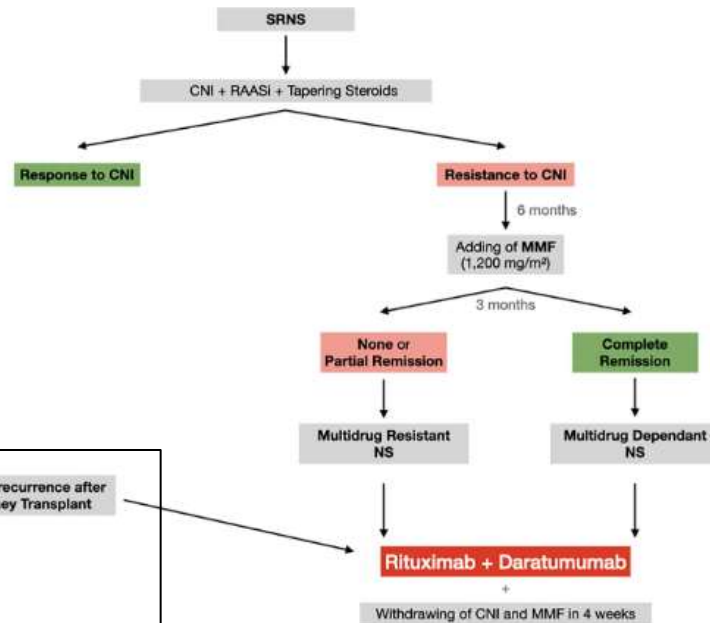 SRNS
CNI + RAASi + Tapering Steroids
Response to CNI
Resistance to CNI
6 months
Adding of MMF
(1,200 mg/m²)
3 months
None or
Partial Remission
Complete
Remission
Multidrug Resistant
NS
Multidrug Dependant
NS
recurrence after
ey Transplant
Rituximab + Daratumumab
+
Withdrawing of CNI and MMF in 4 weeks